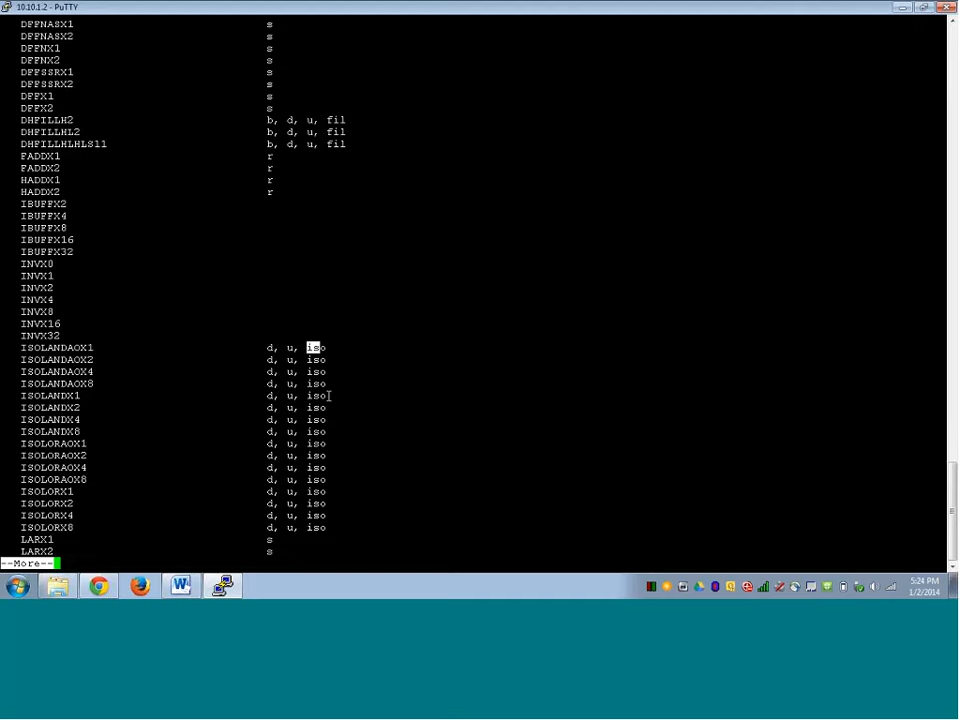 10.10.1.2 - PuTTY
DFFNASX1 s
DFFNASX2 s
DFFNX1 s
DFFNX2 s
DFFSSRX1 s
DFFSSRX2 s
DFFX1 s
DFFX2 s
DHFILLH2 b, d, u, fil
DHFILLHL2 b, d, u, fil
DHFILLHLHLS11 b, d, u, fil
FADDX1 r
FADDX2 r
HADDX1 r
HADDX2 r
IBUFFX2
IBUFFX4
IBUFFX8
IBUFFX16
IBUFFX32
INVX0
INVX1
INVX2
INVX4
INVX8
INVX16
INVX32
ISOLANDAOX1 d, u, iso
ISOLANDAOX2 d, u, iso
ISOLANDAOX4 d, u, iso
ISOLANDAOX8 d, u, iso
ISOLANDX1 d, u, iso
ISOLANDX2 d, u, iso
ISOLANDX4 d, u, iso
ISOLANDX8 d, u, iso
ISOLORAOX1 d, u, iso
ISOLORAOX2 d, u, iso
ISOLORAOX4 d, u, iso
ISOLORAOX8 d, u, iso
ISOLORX1 d, u, iso
ISOLORX2 d, u, iso
ISOLORX4 d, u, iso
ISOLORX8 d, u, iso
LARX1 s
LARX2 s
--More--
5:24 PM
1/2/2014